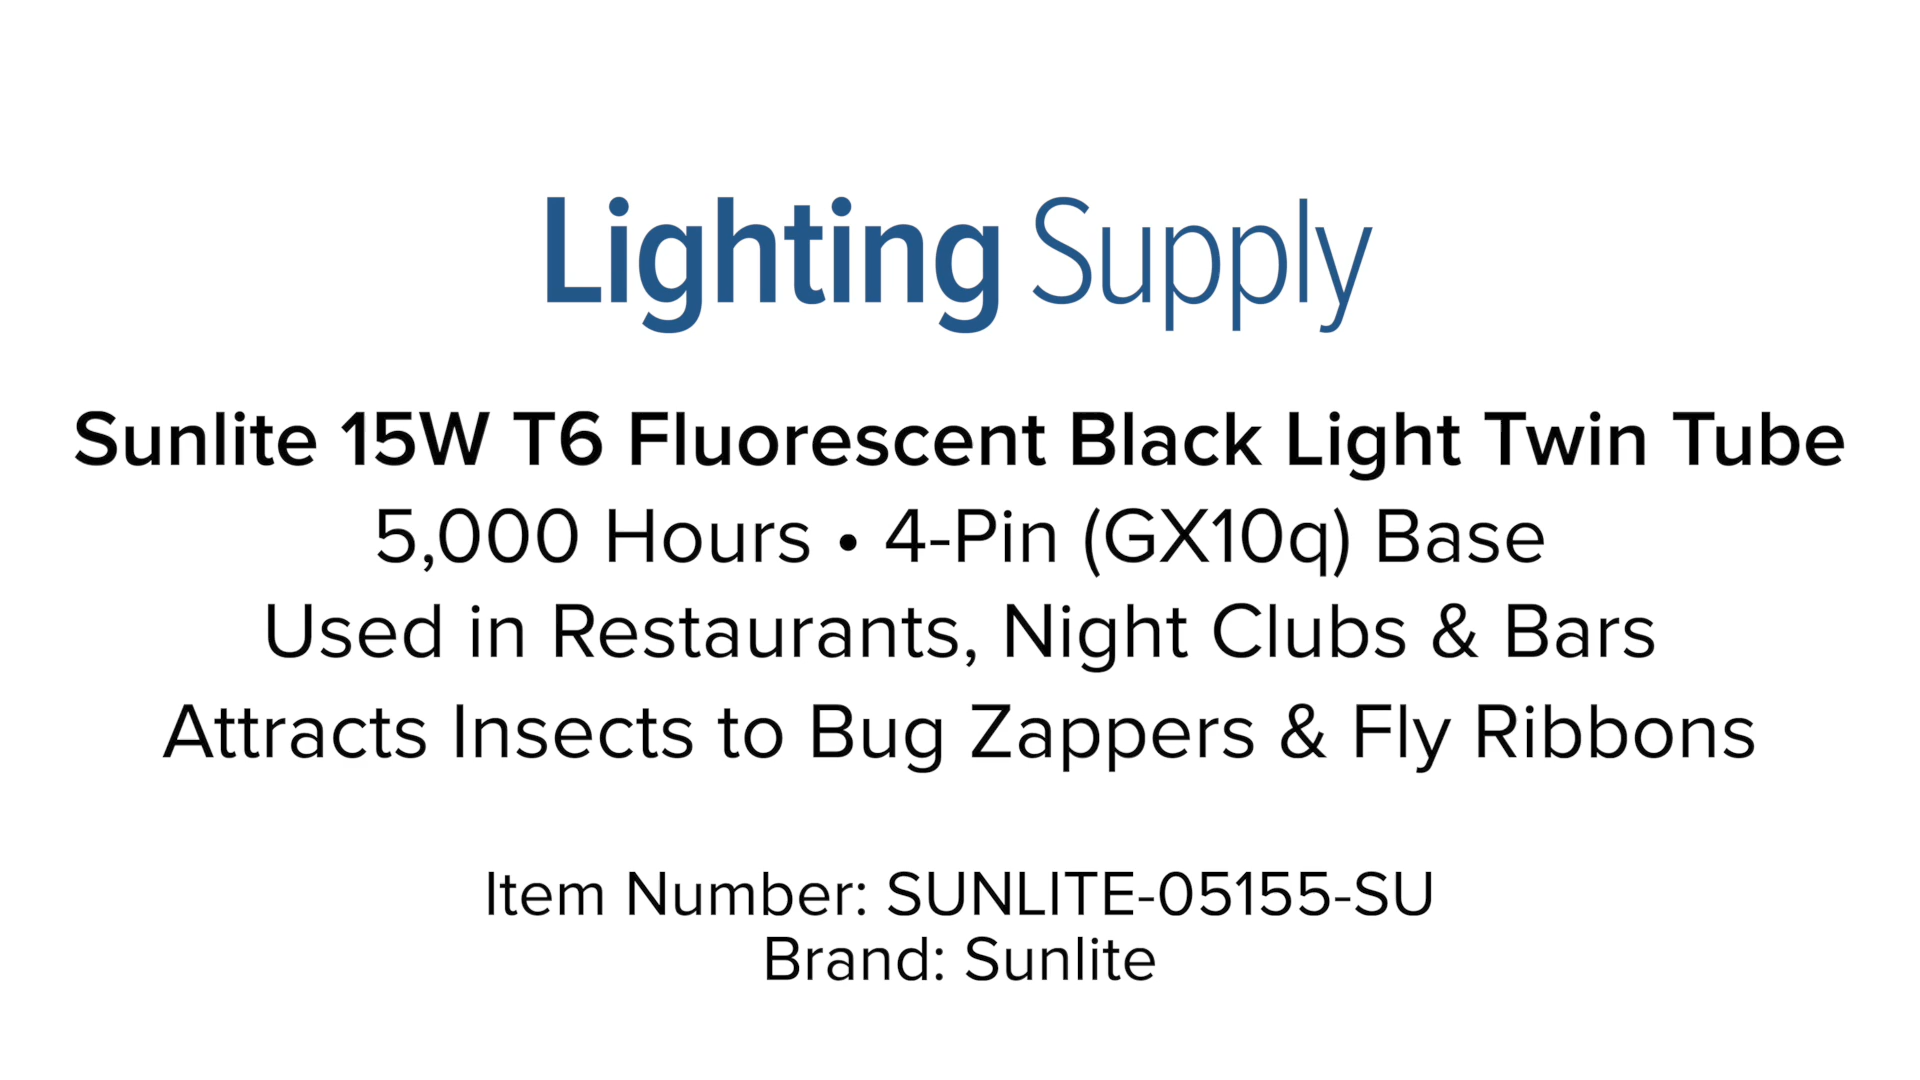 Lighting Supply
Sunlite 15W T6 Fluorescent Black Light Twin Tube
5,000 Hours • 4-Pin (GX10q) Base
Used in Restaurants, Night Clubs & Bars
Attracts Insects to Bug Zappers & Fly Ribbons
Item Number: SUNLITE-05155-SU
Brand: Sunlite